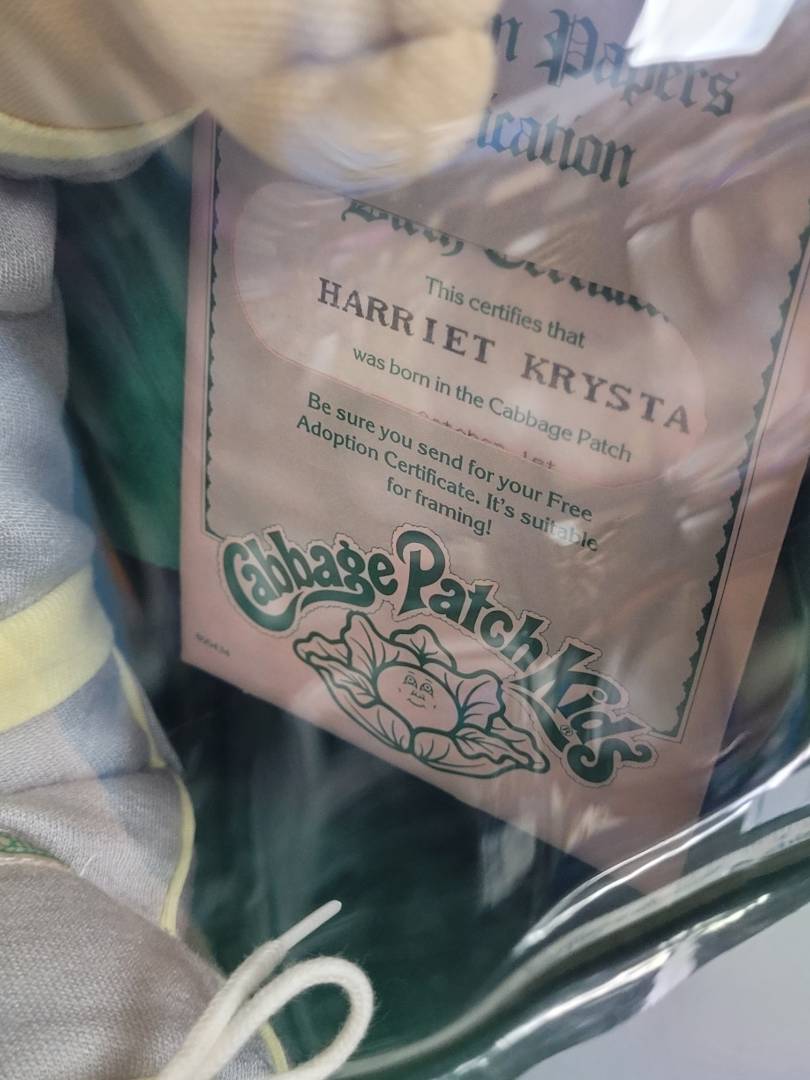 Papers
This certifies that
HARRIET KRYSTA
was born in the Cabbage Patch
Be sure you send for your Free
Adoption Certificate. It's suitable
for framing!
Cabbage Patch Kids®